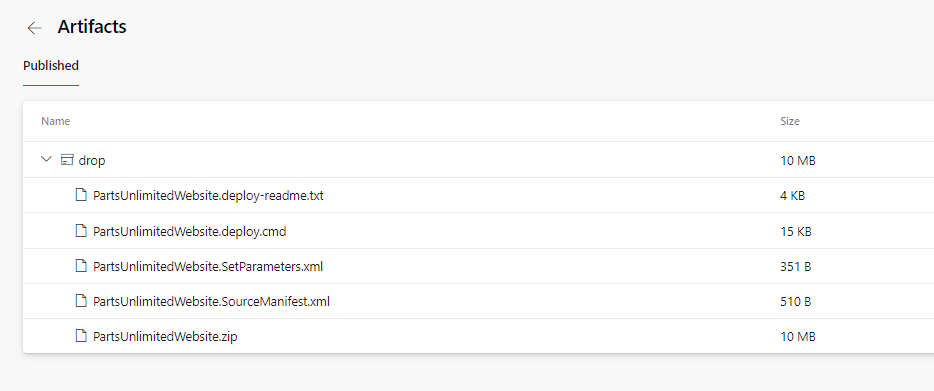 Artifacts
Published
Name Size
drop 10 MB
PartsUnlimitedWebsite.deploy-readme.txt 4 KB
PartsUnlimitedWebsite.deploy.cmd 15 KB
PartsUnlimitedWebsite.SetParameters.xml 351 B
PartsUnlimitedWebsite.SourceManifest.xml 510 B
PartsUnlimitedWebsite.zip 10 MB